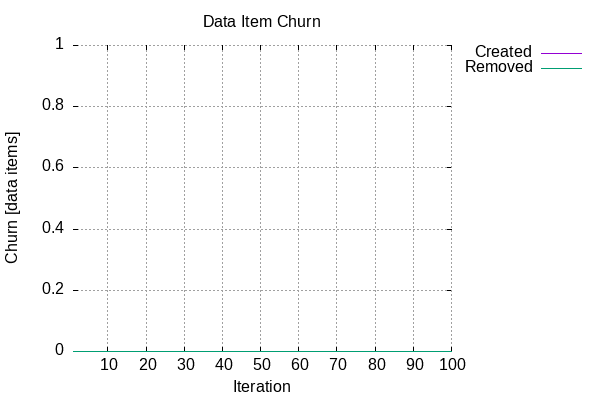 Data Item Churn
Created
Removed
1
0.8
0.6
0.4
0.2
0
Churn [data items]
10 20 30 40 50 60 70 80 90 100
Iteration